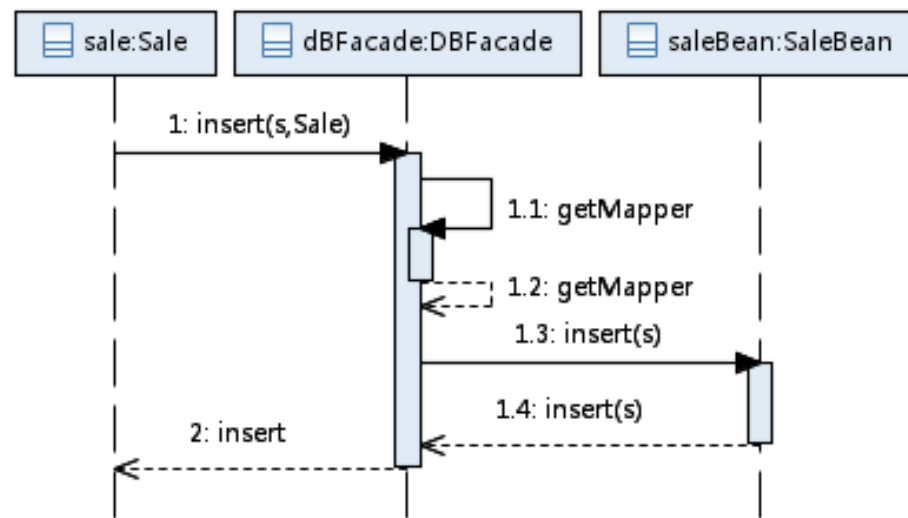 sale:Sale
dBFacade:DBFacade
saleBean:SaleBean
1: insert(s,Sale)
1.1: getMapper
1.2: getMapper
1.3: insert(s)
1.4: insert(s)
2: insert